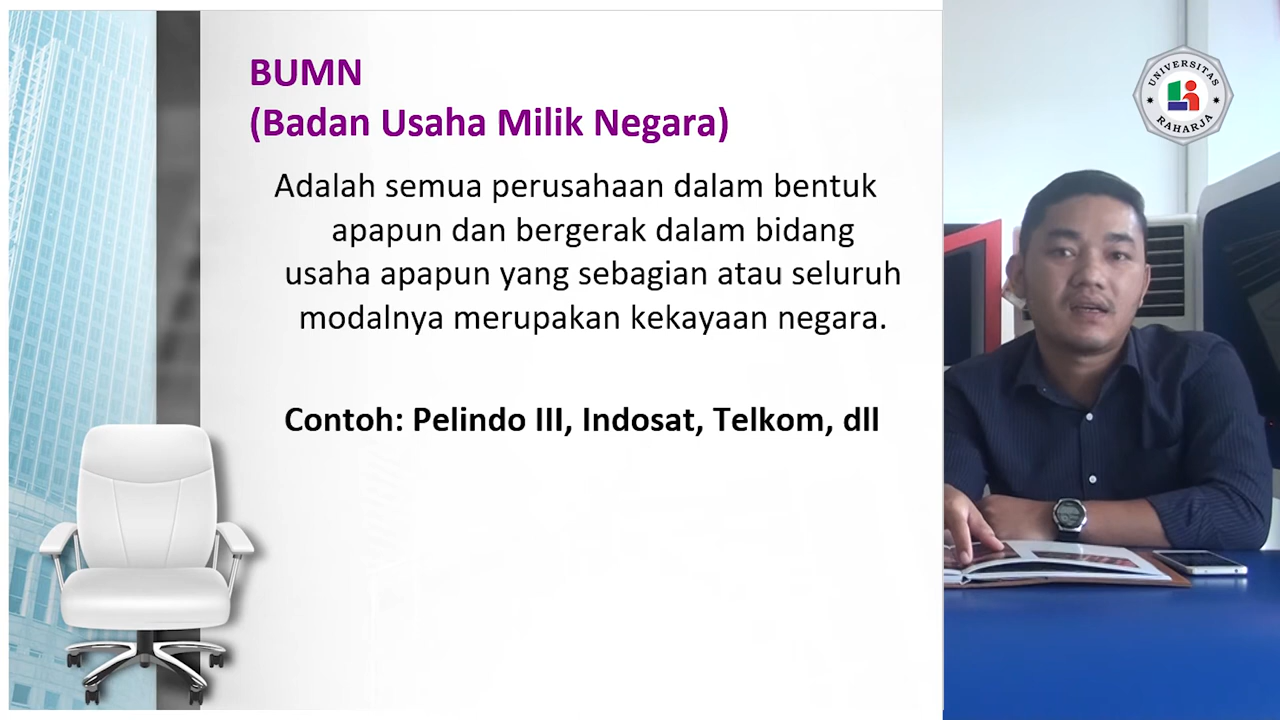 BUMN
(Badan Usaha Milik Negara)
Adalah semua perusahaan dalam bentuk
apapun dan bergerak dalam bidang
usaha apapun yang sebagian atau seluruh
modalnya merupakan kekayaan negara.
Contoh: Pelindo III, Indosat, Telkom, dll
UNIVERSITAS
RAHARJA